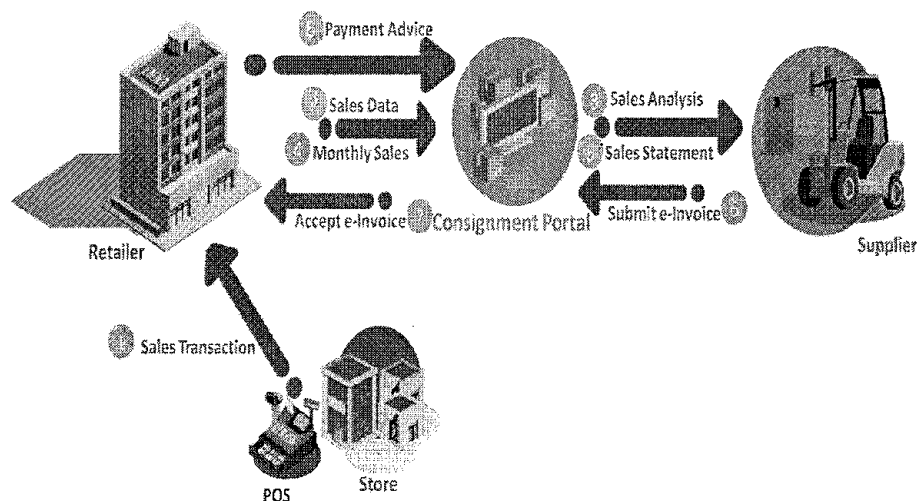 Payment Advice
Sales Data
Monthly Sales
Accept e-Invoice
Consignment Portal
Sales Analysis
Sales Statement
Submit e-Invoice
Supplier
Retailer
Sales Transaction
POS
Store